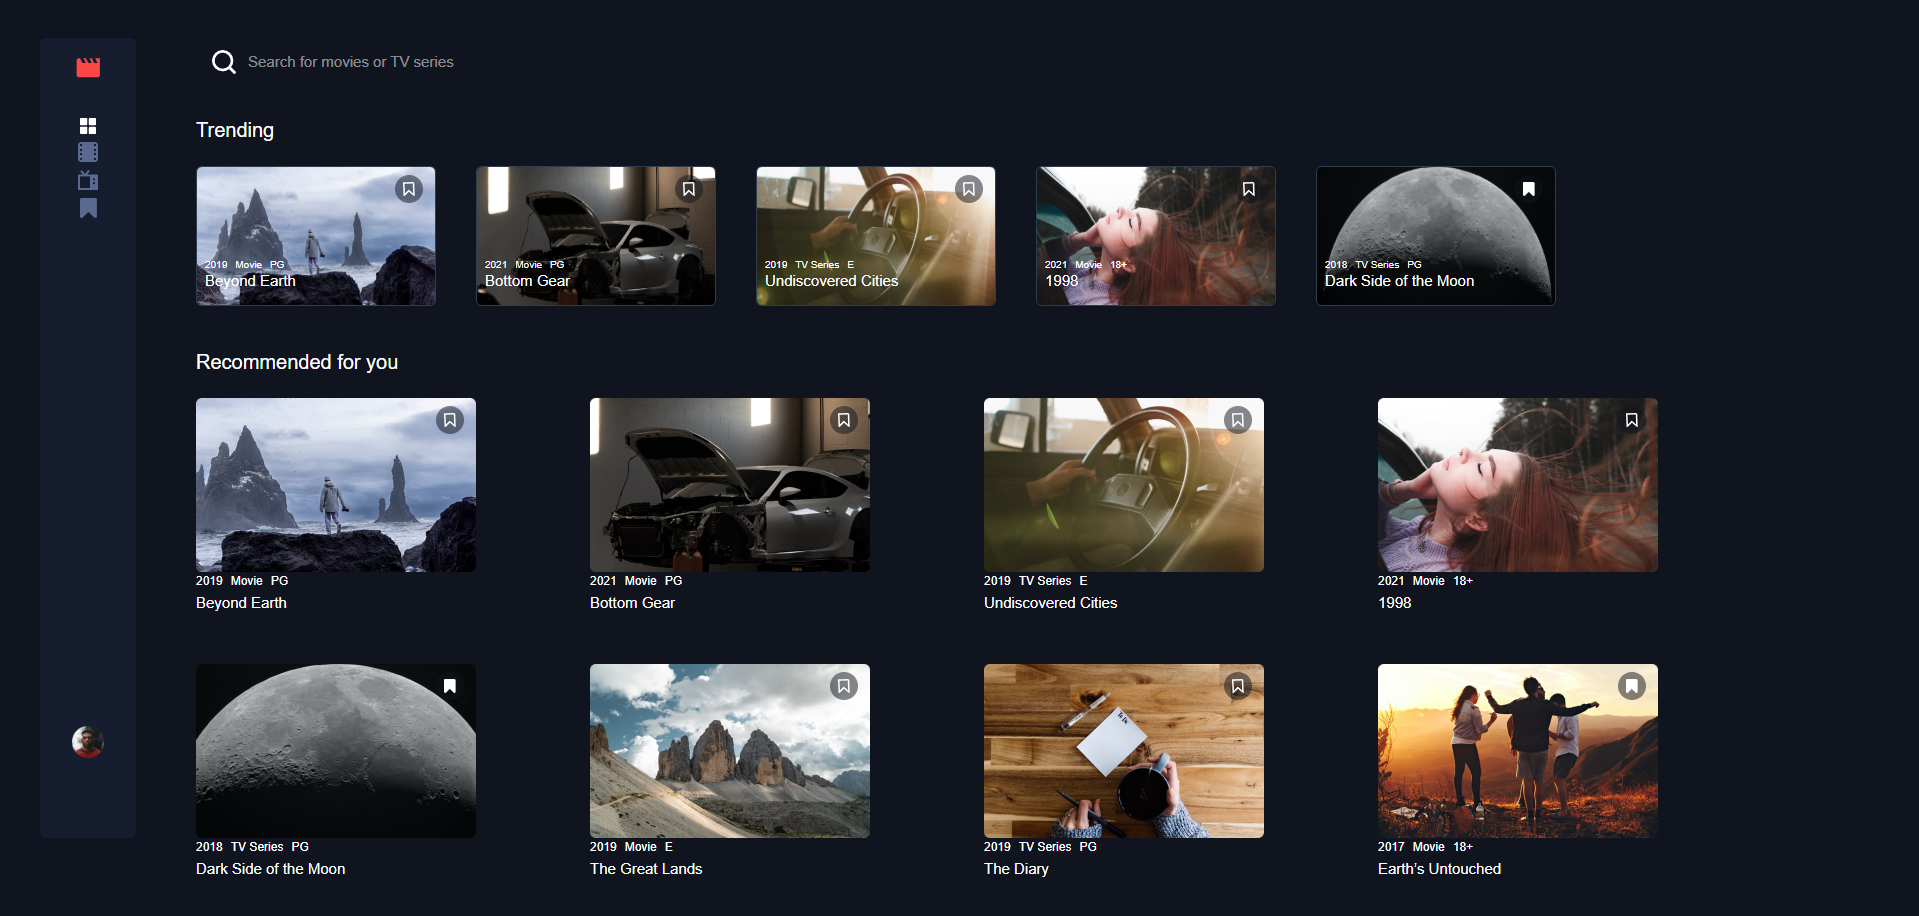 Search for movies or TV series
Trending
2019 Movie PG
Beyond Earth
2021 Movie PG
Bottom Gear
2019 TV Series E
Undiscovered Cities
2021 Movie 18+
1998
2018 TV Series PG
Dark Side of the Moon
Recommended for you
2019 Movie PG
Beyond Earth
2021 Movie PG
Bottom Gear
2019 TV Series E
Undiscovered Cities
2021 Movie 18+
1998
2018 TV Series PG
Dark Side of the Moon
2019 Movie E
The Great Lands
To Do
2019 TV Series PG
The Diary
2017 Movie 18+
Earth’s Untouched